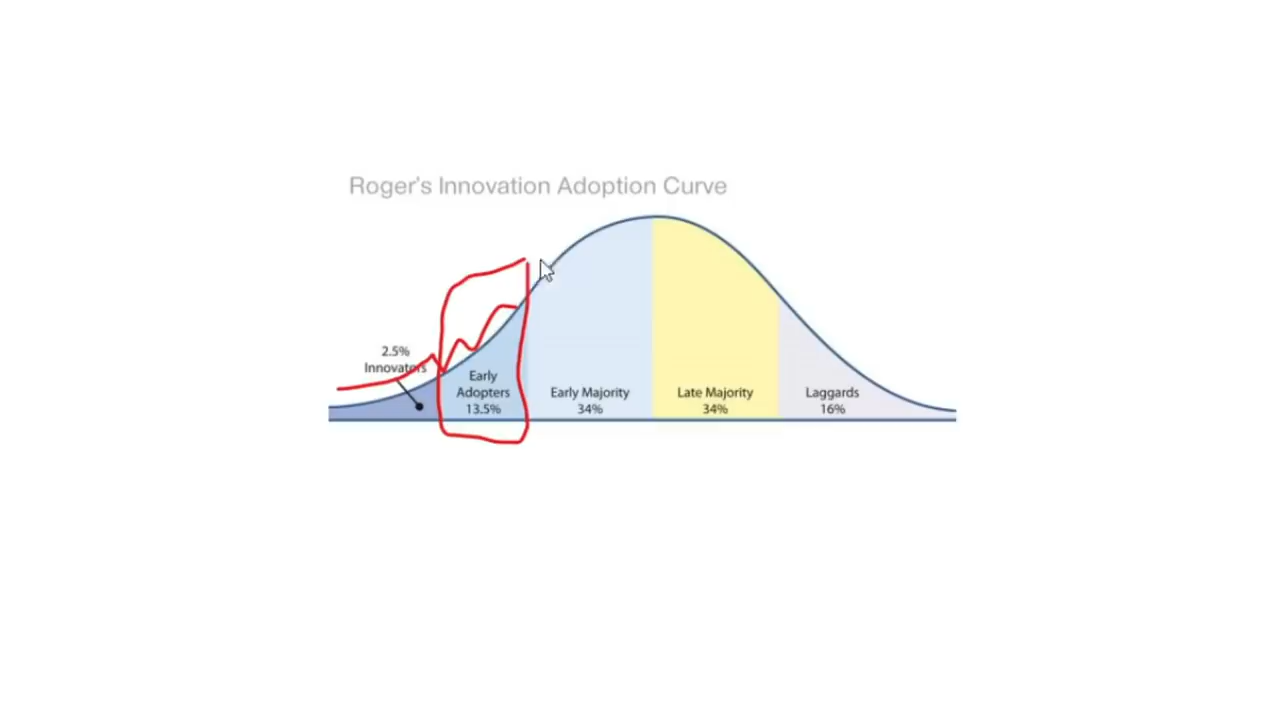 Roger's Innovation Adoption Curve
2.5%
Innovators
Early
Adopters
13.5%
Early Majority
34%
Late Majority
34%
Laggards
16%